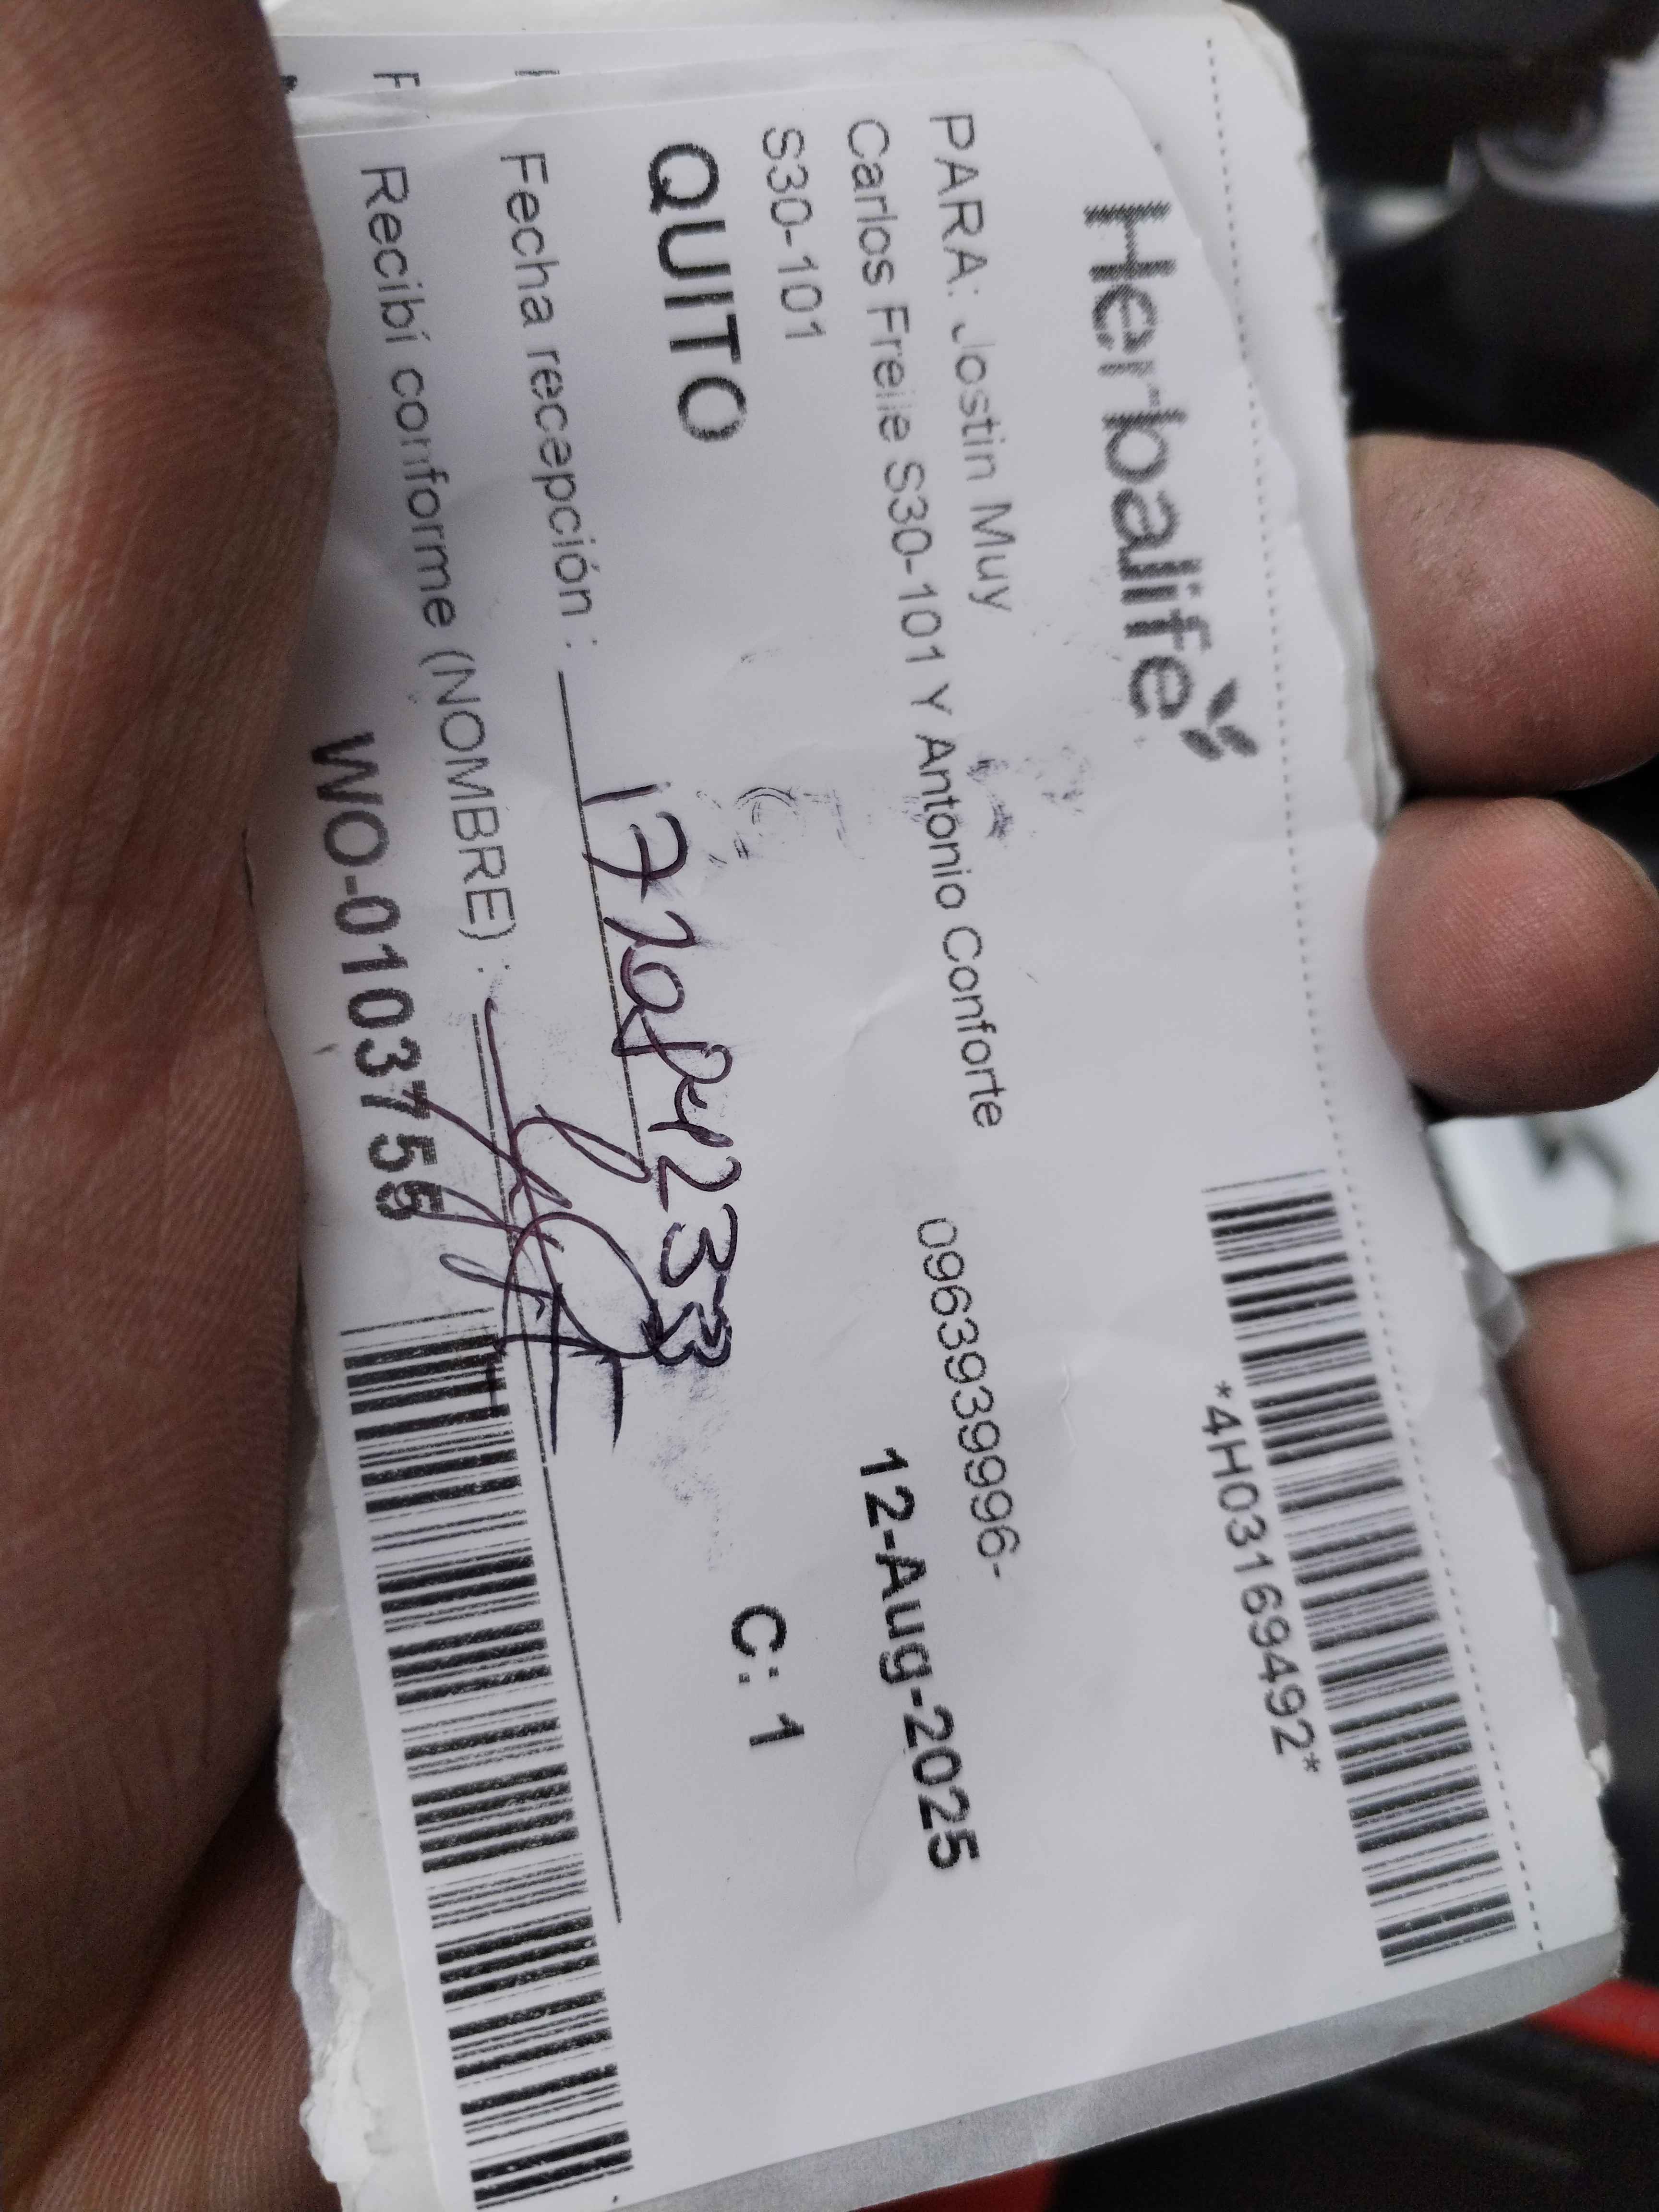 Herbalife
*4H03169492*
PARA: Jostin Muy
Carlos Freile S30-101 Y Antonio Conforte
0963939996-
S30-101
12-Aug-2025
QUITO
C: 1
Fecha recepción :
Recibí conforme (NOMBRE) :
WO-0103755